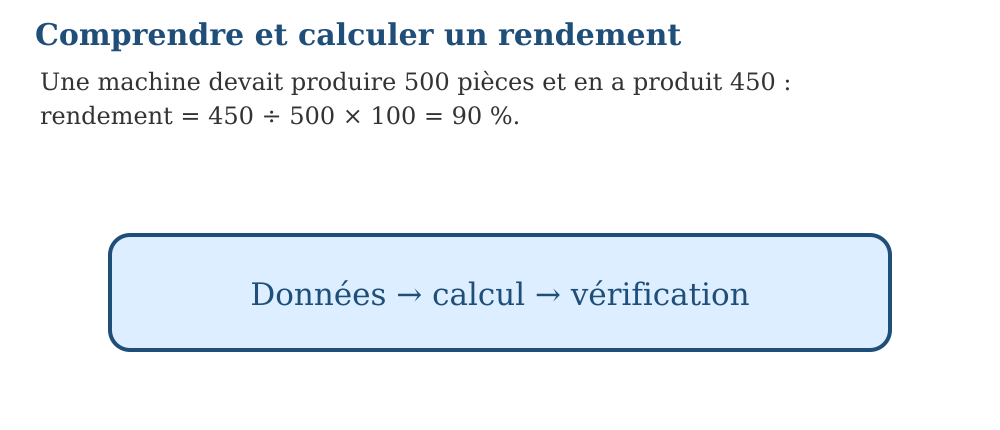 Comprendre et calculer un rendement
Une machine devait produire 500 pièces et en a produit 450 :
rendement = 450 ÷ 500 × 100 = 90 %.
Données → calcul → vérification